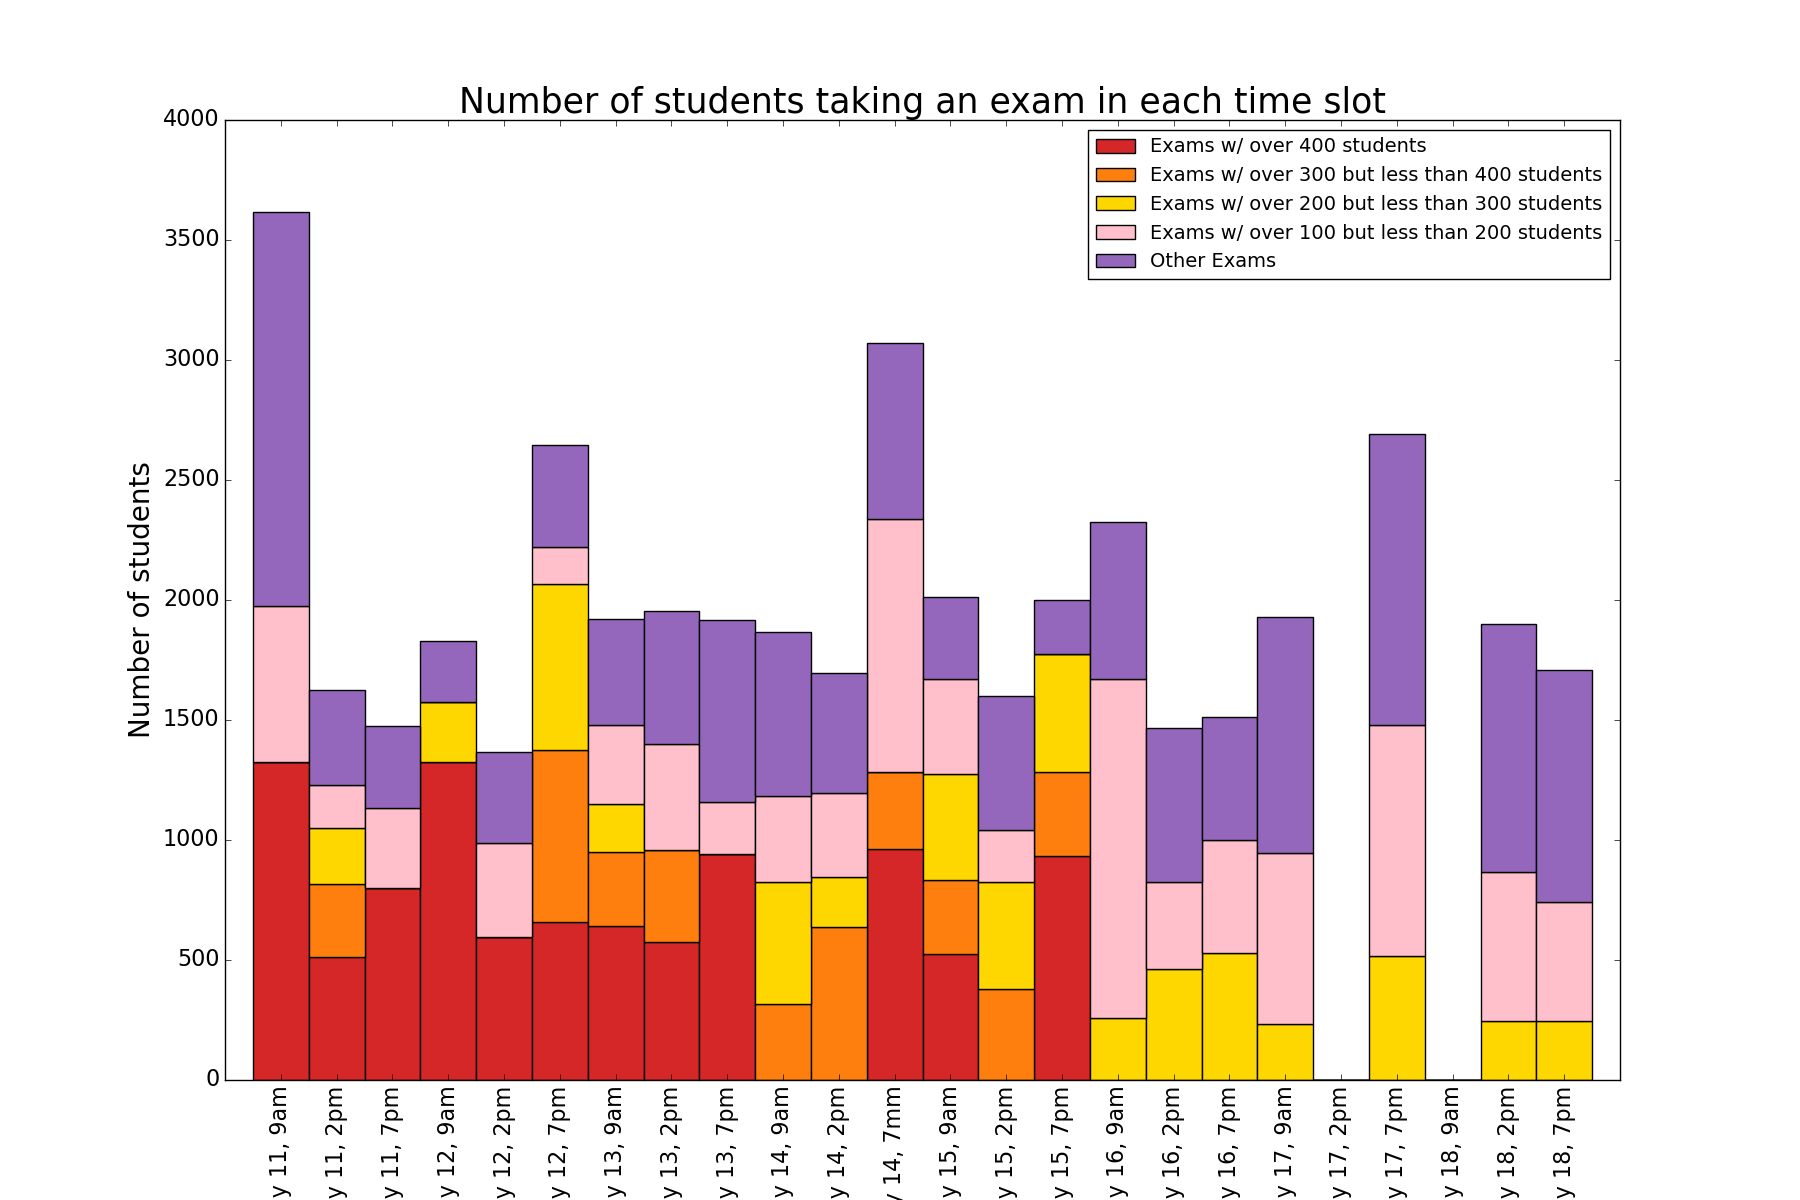 Number of students taking an exam in each time slot
4000
3500
3000
2500
2000
1500
1000
500
0
Number of students
Exams w/ over 400 students
Exams w/ over 300 but less than 400 students
Exams w/ over 200 but less than 300 students
Exams w/ over 100 but less than 200 students
Other Exams
y 11, 9am
y 11, 2pm
y 11, 7pm
y 12, 9am
y 12, 2pm
y 12, 7pm
y 13, 9am
y 13, 2pm
y 13, 7pm
y 14, 9am
y 14, 2pm
y 14, 7mm
y 15, 9am
y 15, 2pm
y 15, 7pm
y 16, 9am
y 16, 2pm
y 16, 7pm
y 17, 9am
y 17, 2pm
y 17, 7pm
y 18, 9am
y 18, 2pm
y 18, 7pm